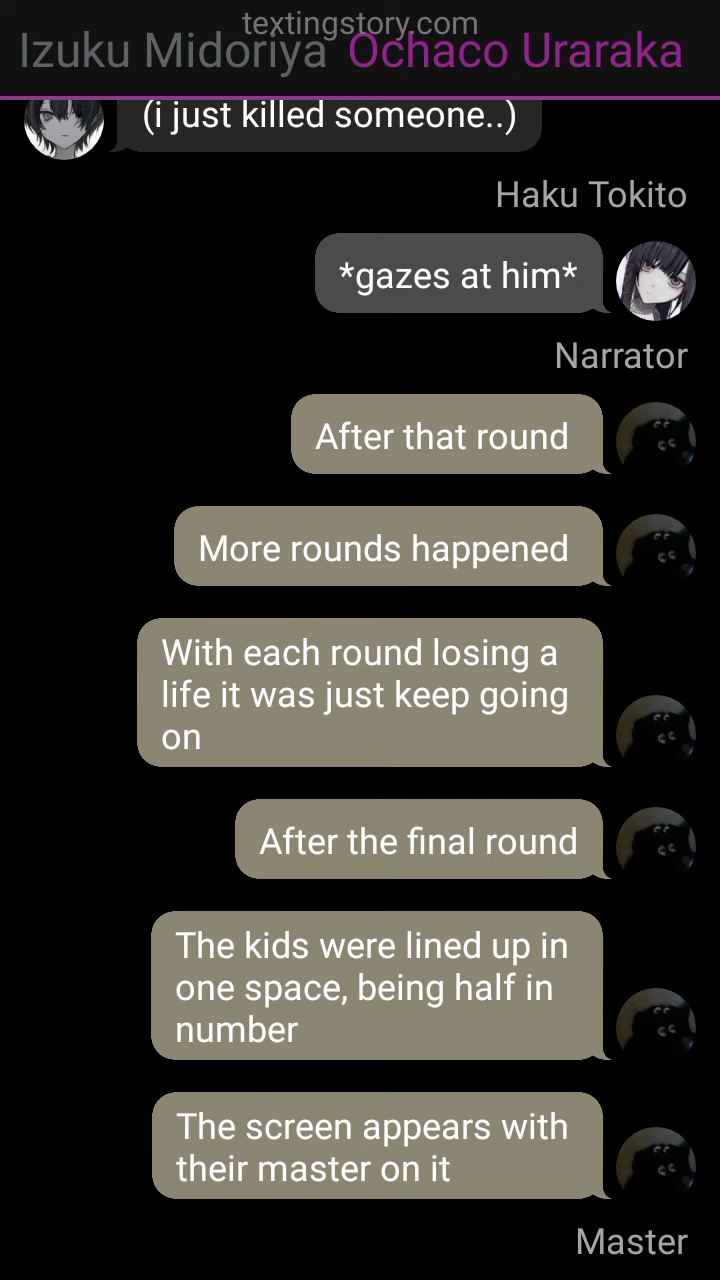 textingstory.com
Izuku Midoriya Ochaco Uraraka
(i just killed someone..)
Haku Tokito
*gazes at him*
Narrator
After that round
More rounds happened
With each round losing a
life it was just keep going
on
After the final round
The kids were lined up in
one space, being half in
number
The screen appears with
their master on it
Master